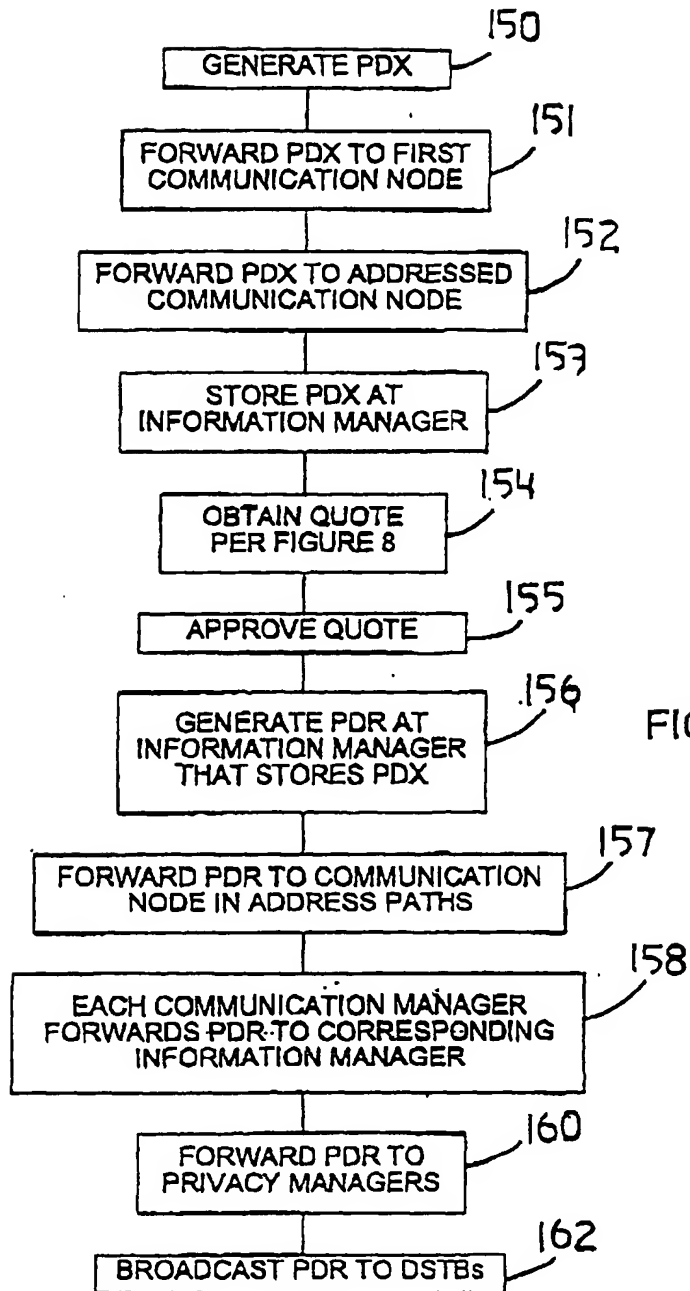 150
GENERATE PDX
151
FORWARD PDX TO FIRST
COMMUNICATION NODE
152
FORWARD PDX TO ADDRESSED
COMMUNICATION NODE
153
STORE PDX AT
INFORMATION MANAGER
154
OBTAIN QUOTE
PER FIGURE 8
155
APPROVE QUOTE
156
GENERATE PDR AT
INFORMATION MANAGER
THAT STORES PDX
FIG
157
FORWARD PDR TO COMMUNICATION
NODE IN ADDRESS PATHS
158
EACH COMMUNICATION MANAGER
FORWARDS PDR TO CORRESPONDING
INFORMATION MANAGER
160
FORWARD PDR TO
PRIVACY MANAGERS
162
BROADCAST PDR TO DSTBs